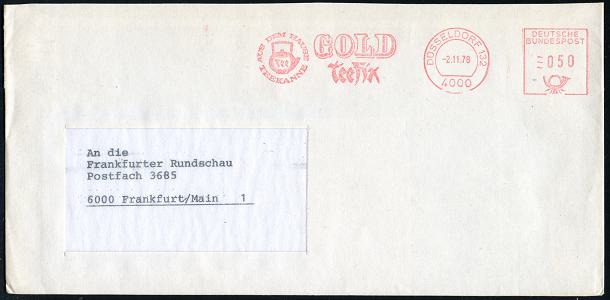 AUS DEM HAUSE
TEEKANNE
Tee
GOLD
Teefix
DÜSSELDORF 132
-2.11.78
4000
DEUTSCHE
BUNDESPOST
050
An die
Frankfurter Rundschau
Postfach 3685
6000 Frankfurt/Main 1